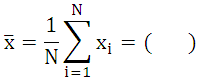 x̄ = 1/N ∑_{i=1}^{N} x_i = (   )